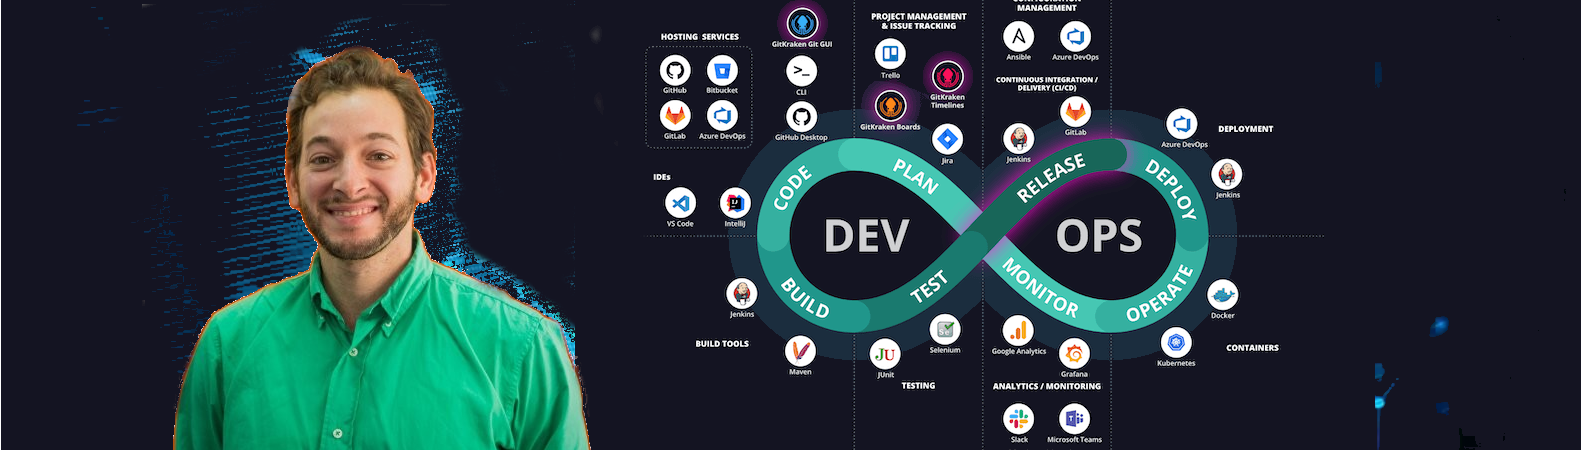 HOSTING SERVICES
GitHub
Bitbucket
GitLab
Azure DevOps
GitKraken Git GUI
CLI
GitHub Desktop
IDEs
VS Code
IntelliJ
PROJECT MANAGEMENT
& ISSUE TRACKING
Trello
GitKraken
Timelines
GitKraken Boards
Jira
CONFIGURATION
MANAGEMENT
Ansible
Azure DevOps
CONTINUOUS INTEGRATION /
DELIVERY (CI/CD)
GitLab
Jenkins
Azure DevOps
DEPLOYMENT
Jenkins
CODE
PLAN
RELEASE
DEPLOY
DEV
OPS
BUILD
TEST
MONITOR
OPERATE
Jenkins
BUILD TOOLS
Maven
JU
JUnit
Se
Selenium
TESTING
Google Analytics
Grafana
ANALYTICS / MONITORING
Slack
Microsoft Teams
Docker
Kubernetes
CONTAINERS